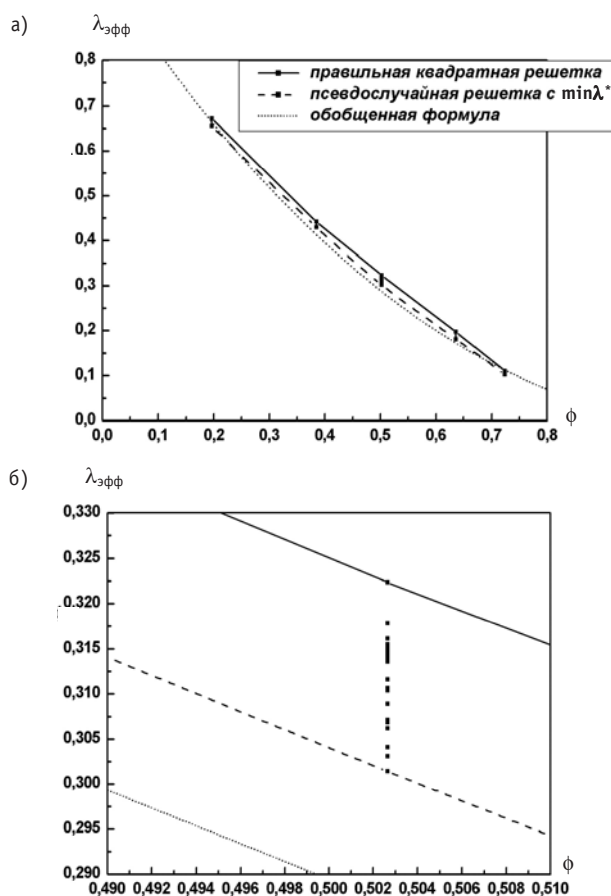 а)
λэфф
0,8
0,7
0,6
0,5
0,4
0,3
0,2
0,1
0,0
правильная квадратная решетка
псевдослучайная решетка с minλ*
обобщенная формула
0,0 0,1 0,2 0,3 0,4 0,5 0,6 0,7 0,8
ϕ
б)
λэфф
0,330
0,325
0,320
0,315
0,310
0,305
0,300
0,295
0,290
0,490 0,492 0,494 0,496 0,498 0,500 0,502 0,504 0,506 0,508 0,510
ϕ